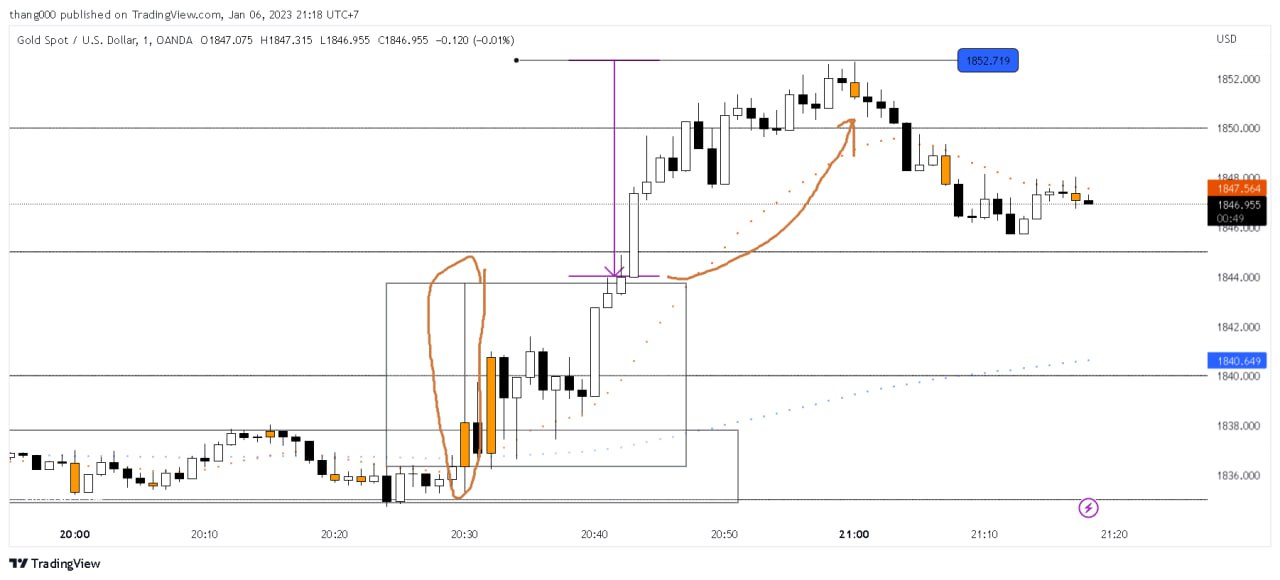 thang000 published on TradingView.com, Jan 06, 2023 21:18 UTC+7
Gold Spot / U.S. Dollar, 1, OANDA O1847.075 H1847.315 L1846.955 C1846.955 −0.120 (−0.01%)
USD
1852.719
1852.000
1850.000
1848.000
1847.564
1846.955
00:49
1846.000
1844.000
1842.000
1840.649
1840.000
1838.000
1836.000
20:00 20:10 20:20 20:30 20:40 20:50 21:00 21:10 21:20
TradingView